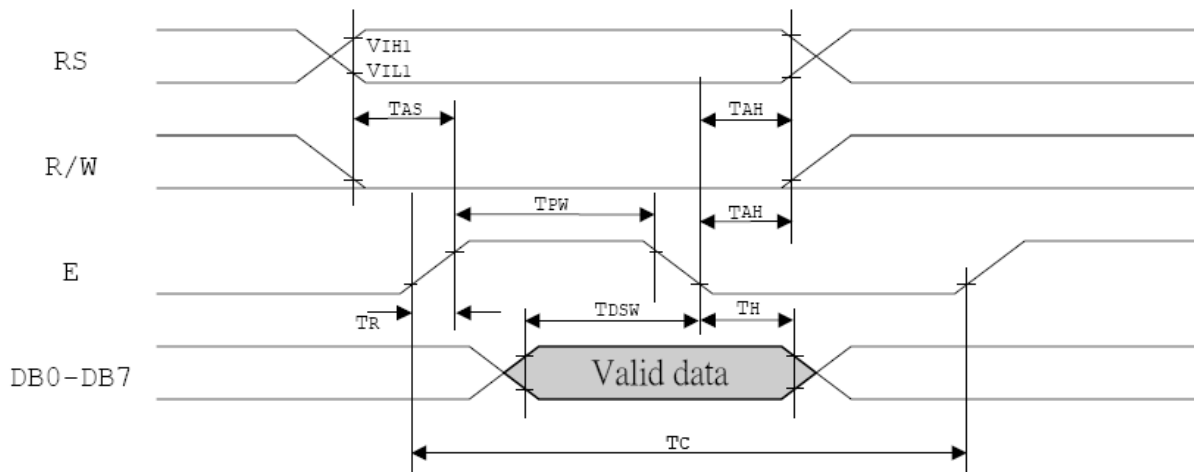 RS
VIH1
VIL1
TAS
TAH
R/W
TPW
TAH
E
TR
TDSW
TH
DB0-DB7
Valid data
TC